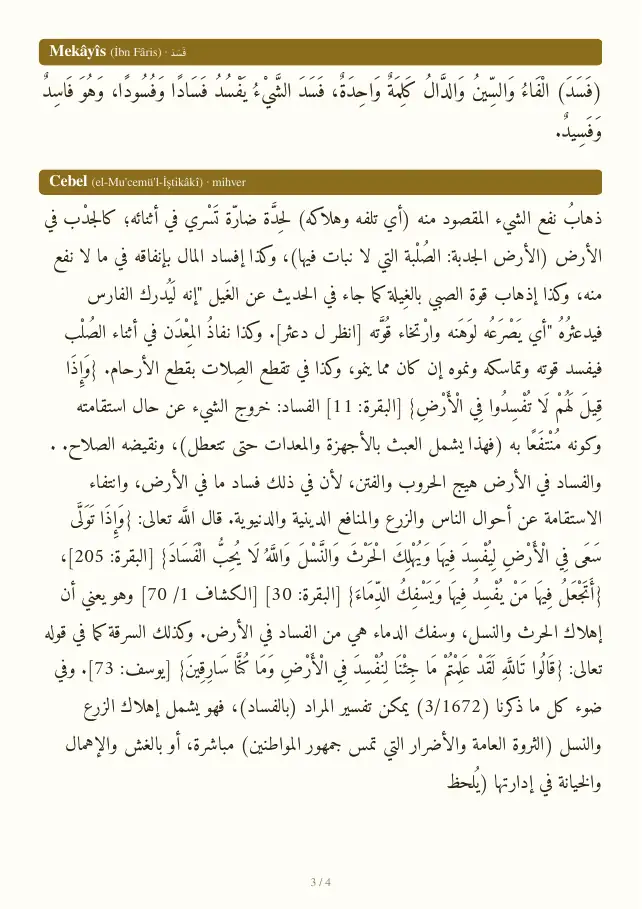 Mekâyîs (İbn Fâris) · فَسَدَ
(فَسَدَ) الْفَاءُ وَالسِّينُ وَالدَّالُ كَلِمَةٌ وَاحِدَةٌ، فَسَدَ الشَّيْءُ يَفْسُدُ فَسَادًا وَفُسُودًا، وَهُوَ فَاسِدٌ
وَفَسِيدٌ.
Cebel (el-Mu'cemü'l-İştikâkî) · mihver
ذهابُ نفع الشيء المقصود منه (أي تلفه وهلاكه) لحِدَّة ضارّة تَسْري في أثنائه؛ كالجَدْب في
الأرض (الأرض الجدبة: الصُلْبة التي لا نبات فيها)، وكذا إفساد المال بإنفاقه في ما لا نفع
منه، وكذا إذهاب قوة الصبي بالغِيلة كما جاء في الحديث عن الغَيل "إنه لَيُدرك الفارس
فيدعثرُهُ "أي يَصْرَعُه لوَهَنه وارْتخاء قُوَّته [انظر ل دعثر]. وكذا نفاذُ المِعْدَن في أثناء الصُلْب
فيفسد قوته وتماسكه ونموه إن كان مما ينمو، وكذا في تقطع الصِلات بقطع الأرحام. {وَإِذَا
قِيلَ لَهُمْ لَا تُفْسِدُوا فِي الْأَرْضِ} [البقرة: 11] الفساد: خروج الشيء عن حال استقامته
وكونه مُنْتَفَعًا به (فهذا يشمل العبث بالأجهزة والمعدات حتى تتعطل)، ونقيضه الصلاح. .
والفساد في الأرض هيج الحروب والفتن، لأن في ذلك فساد ما في الأرض، وانتفاء
الاستقامة عن أحوال الناس والزرع والمنافع الدينية والدنيوية. قال الله تعالى: {وَإِذَا تَوَلَّى
سَعَى فِي الْأَرْضِ لِيُفْسِدَ فِيهَا وَيُهْلِكَ الْحَرْثَ وَالنَّسْلَ وَاللَّهُ لَا يُحِبُّ الْفَسَادَ} [البقرة: 205]،
{أَتَجْعَلُ فِيهَا مَنْ يُفْسِدُ فِيهَا وَيَسْفِكُ الدِّمَاءَ} [البقرة: 30] [الكشاف 1/ 70] وهو يعني أن
إهلاك الحرث والنسل، وسفك الدماء هي من الفساد في الأرض. وكذلك السرقة كما في قوله
تعالى: {قَالُوا تَاللَّهِ لَقَدْ عَلِمْتُمْ مَا جِئْنَا لِنُفْسِدَ فِي الْأَرْضِ وَمَا كُنَّا سَارِقِينَ} [يوسف: 73]. وفي
ضوء كل ما ذكرنا (3/1672) يمكن تفسير المراد (بالفساد)، فهو يشمل إهلاك الزرع
والنسل (الثروة العامة والأضرار التي تمس جمهور المواطنين) مباشرة، أو بالغش والإهمال
والخيانة في إدارتها (يُلحظ
3 / 4